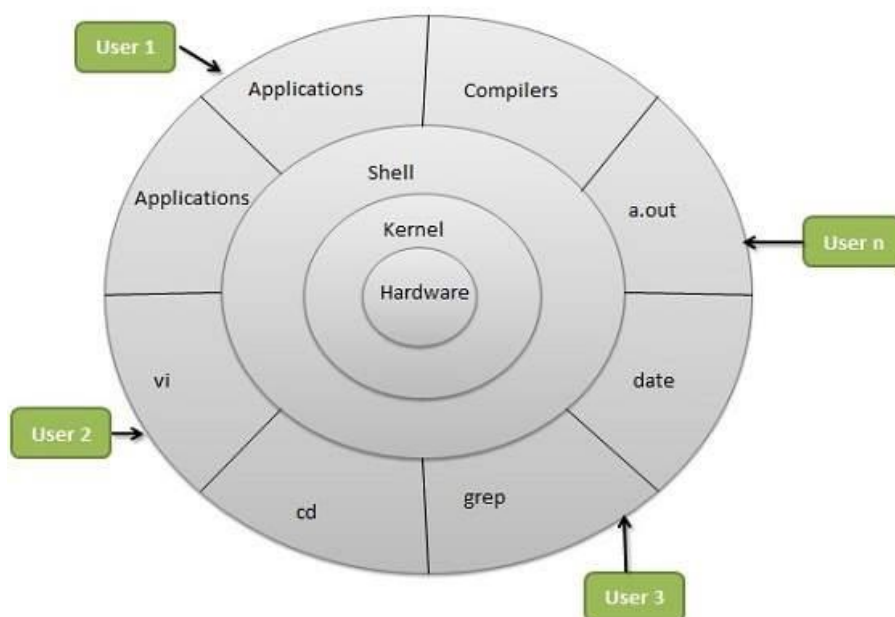 User 1
Applications
Compilers
Shell
Applications
a.out
Kernel
User n
Hardware
vi
date
User 2
cd
grep
User 3